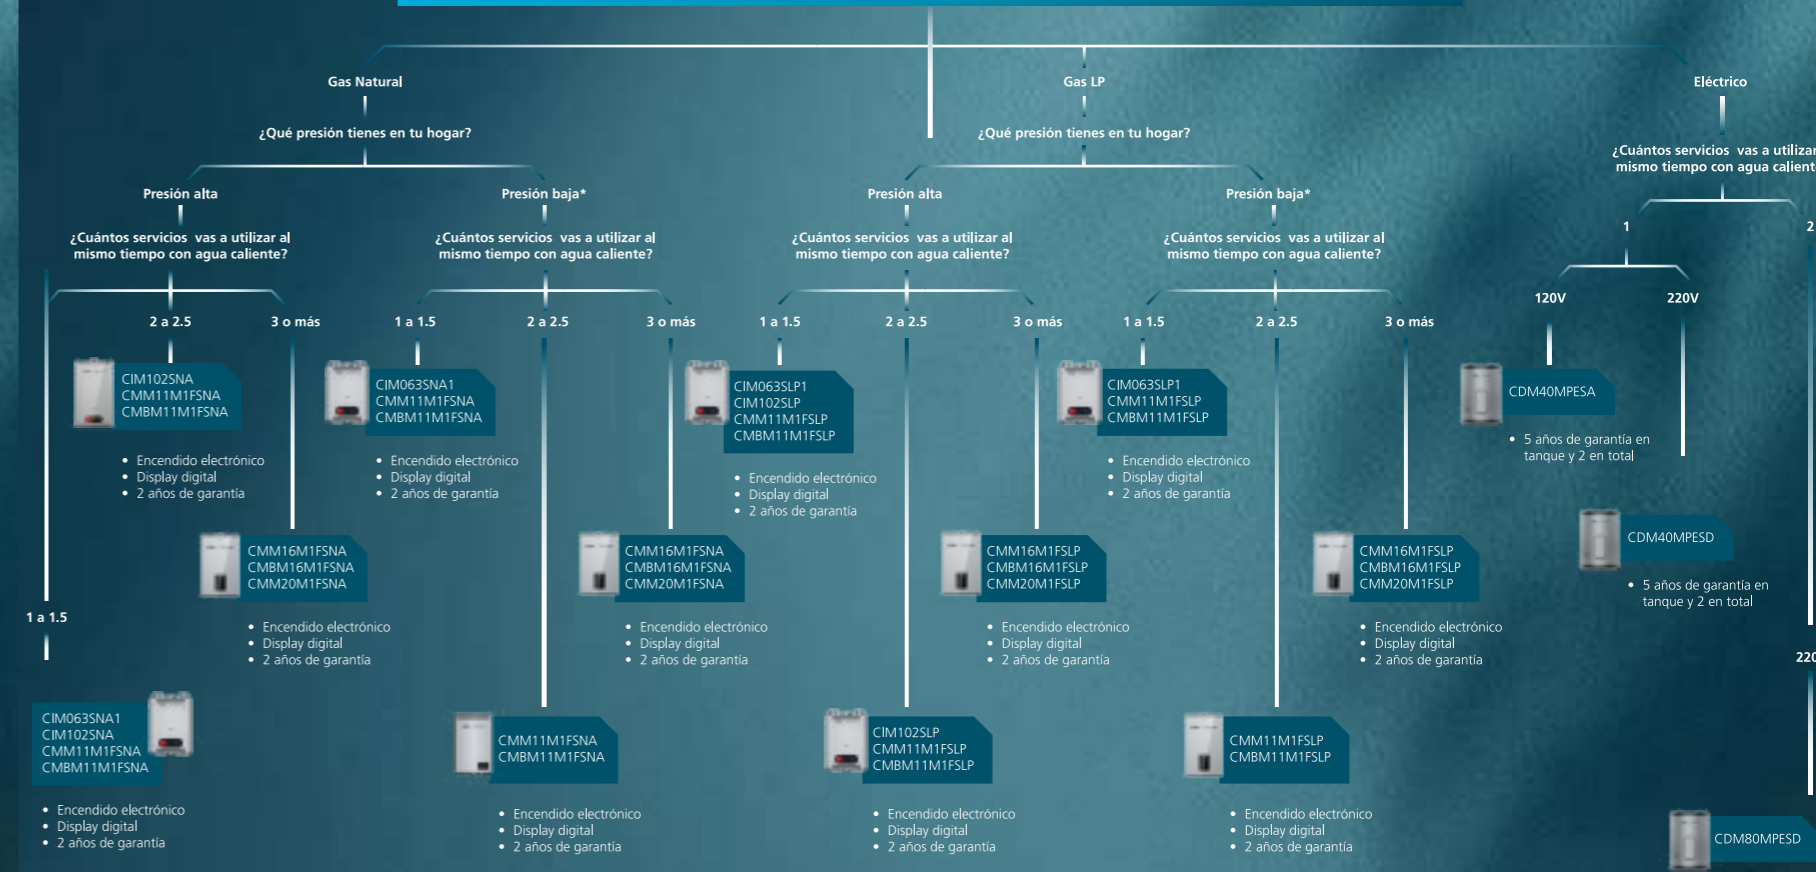 Gas Natural
Gas LP
Eléctrico
¿Qué presión tienes en tu hogar?
¿Qué presión tienes en tu hogar?
¿Cuántos servicios vas a utilizar
mismo tiempo con agua
Presión alta
Presión baja*
Presión alta
Presión baja*
¿Cuántos servicios vas a utilizar al
mismo tiempo con agua caliente?
¿Cuántos servicios vas a utilizar al
mismo tiempo con agua caliente?
¿Cuántos servicios vas a utilizar al
mismo tiempo con agua caliente?
¿Cuántos servicios vas a utilizar al
mismo tiempo con agua caliente?
1
2
120V
220V
2 a 2.5
3 o más
1 a 1.5
2 a 2.5
3 o más
1 a 1.5
2 a 2.5
3 o más
1 a 1.5
2 a 2.5
3 o más
CIM102SNA
CMM11M1FSNA
CMBM11M1FSNA
• Encendido electrónico
• Display digital
• 2 años de garantía
CIM063SNA1
CMM11M1FSNA
CMBM11M1FSNA
• Encendido electrónico
• Display digital
• 2 años de garantía
CIM063SLP1
CIM102SLP
CMM11M1FSLP
CMBM11M1FSLP
• Encendido electrónico
• Display digital
• 2 años de garantía
CIM063SLP1
CMM11M1FSLP
CMBM11M1FSLP
• Encendido electrónico
• Display digital
• 2 años de garantía
CDM40MPESA
• 5 años de garantía en
tanque y 2 en total
CMM16M1FSNA
CMBM16M1FSNA
CMM20M1FSNA
• Encendido electrónico
• Display digital
• 2 años de garantía
CMM16M1FSNA
CMBM16M1FSNA
CMM20M1FSNA
• Encendido electrónico
• Display digital
• 2 años de garantía
CMM16M1FSLP
CMBM16M1FSLP
CMM20M1FSLP
• Encendido electrónico
• Display digital
• 2 años de garantía
CMM16M1FSLP
CMBM16M1FSLP
CMM20M1FSLP
• Encendido electrónico
• Display digital
• 2 años de garantía
CDM40MPESD
• 5 años de garantía en
tanque y 2 en total
1 a 1.5
CIM063SNA1
CIM102SNA
CMM11M1FSNA
CMBM11M1FSNA
• Encendido electrónico
• Display digital
• 2 años de garantía
CMM11M1FSNA
CMBM11M1FSNA
• Encendido electrónico
• Display digital
• 2 años de garantía
CIM102SLP
CMM11M1FSLP
CMBM11M1FSLP
• Encendido electrónico
• Display digital
• 2 años de garantía
CMM11M1FSLP
CMBM11M1FSLP
• Encendido electrónico
• Display digital
• 2 años de garantía
220
CDM80MPESD